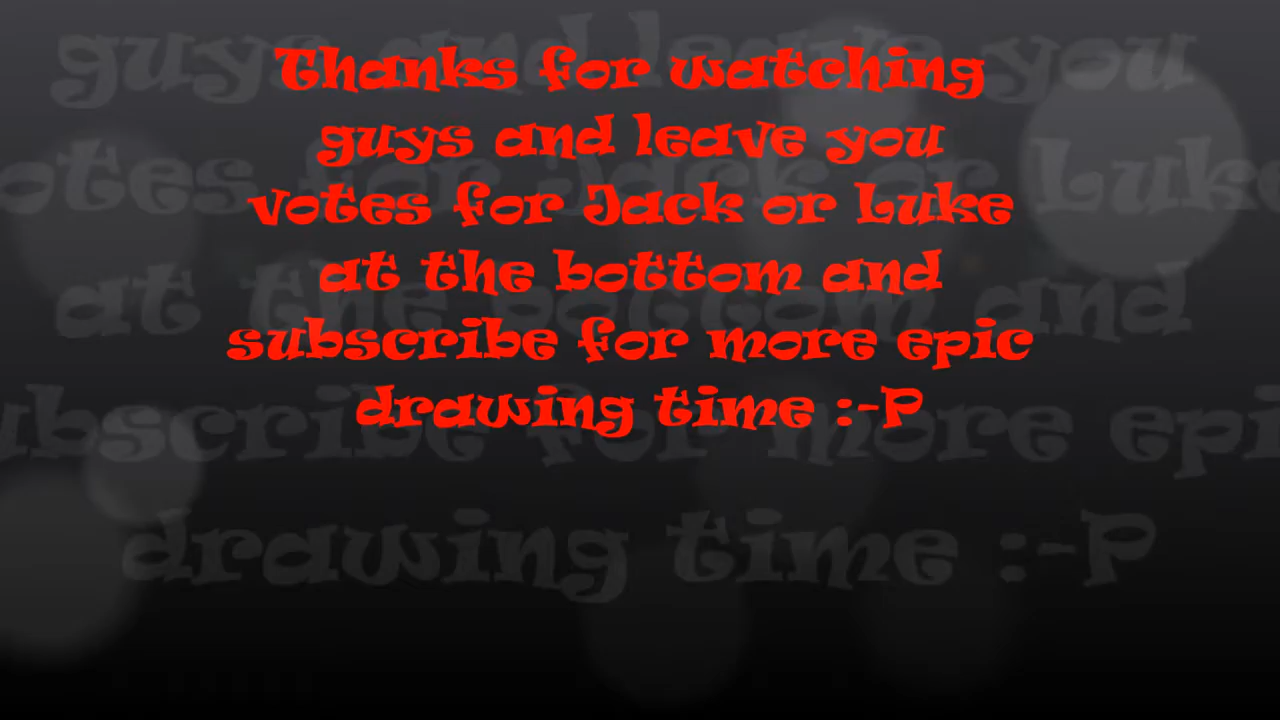 Thanks for watching
guys and leave you
votes for Jack or Luke
at the bottom and
subscribe for more epic
drawing time :-P